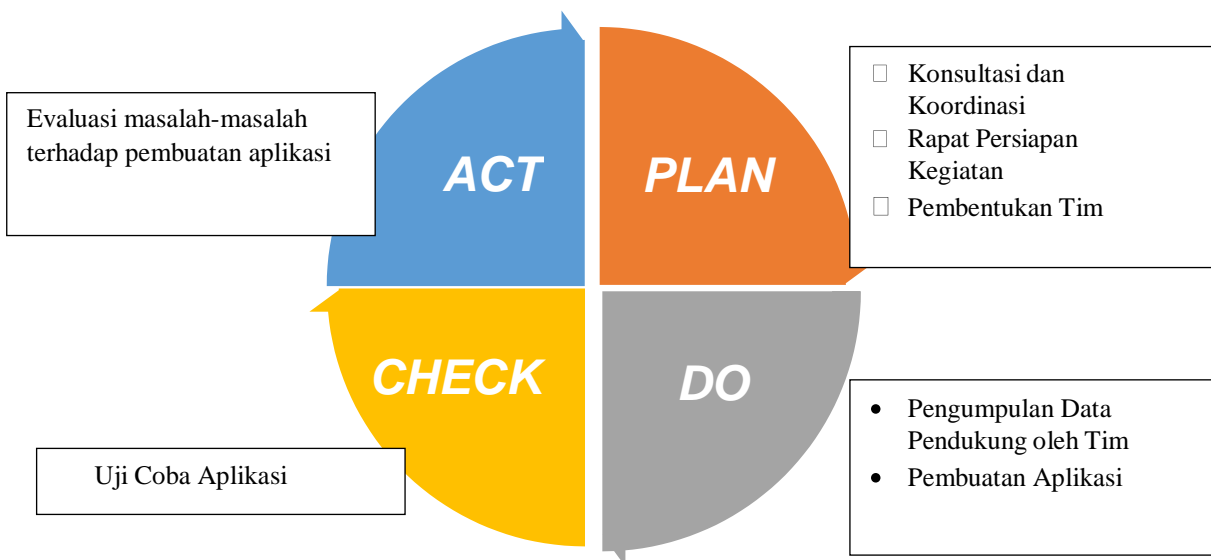 Evaluasi masalah-masalah
terhadap pembuatan aplikasi
ACT
PLAN
Konsultasi dan
Koordinasi
Rapat Persiapan
Kegiatan
Pembentukan Tim
CHECK
DO
Uji Coba Aplikasi
• Pengumpulan Data
Pendukung oleh Tim
• Pembuatan Aplikasi